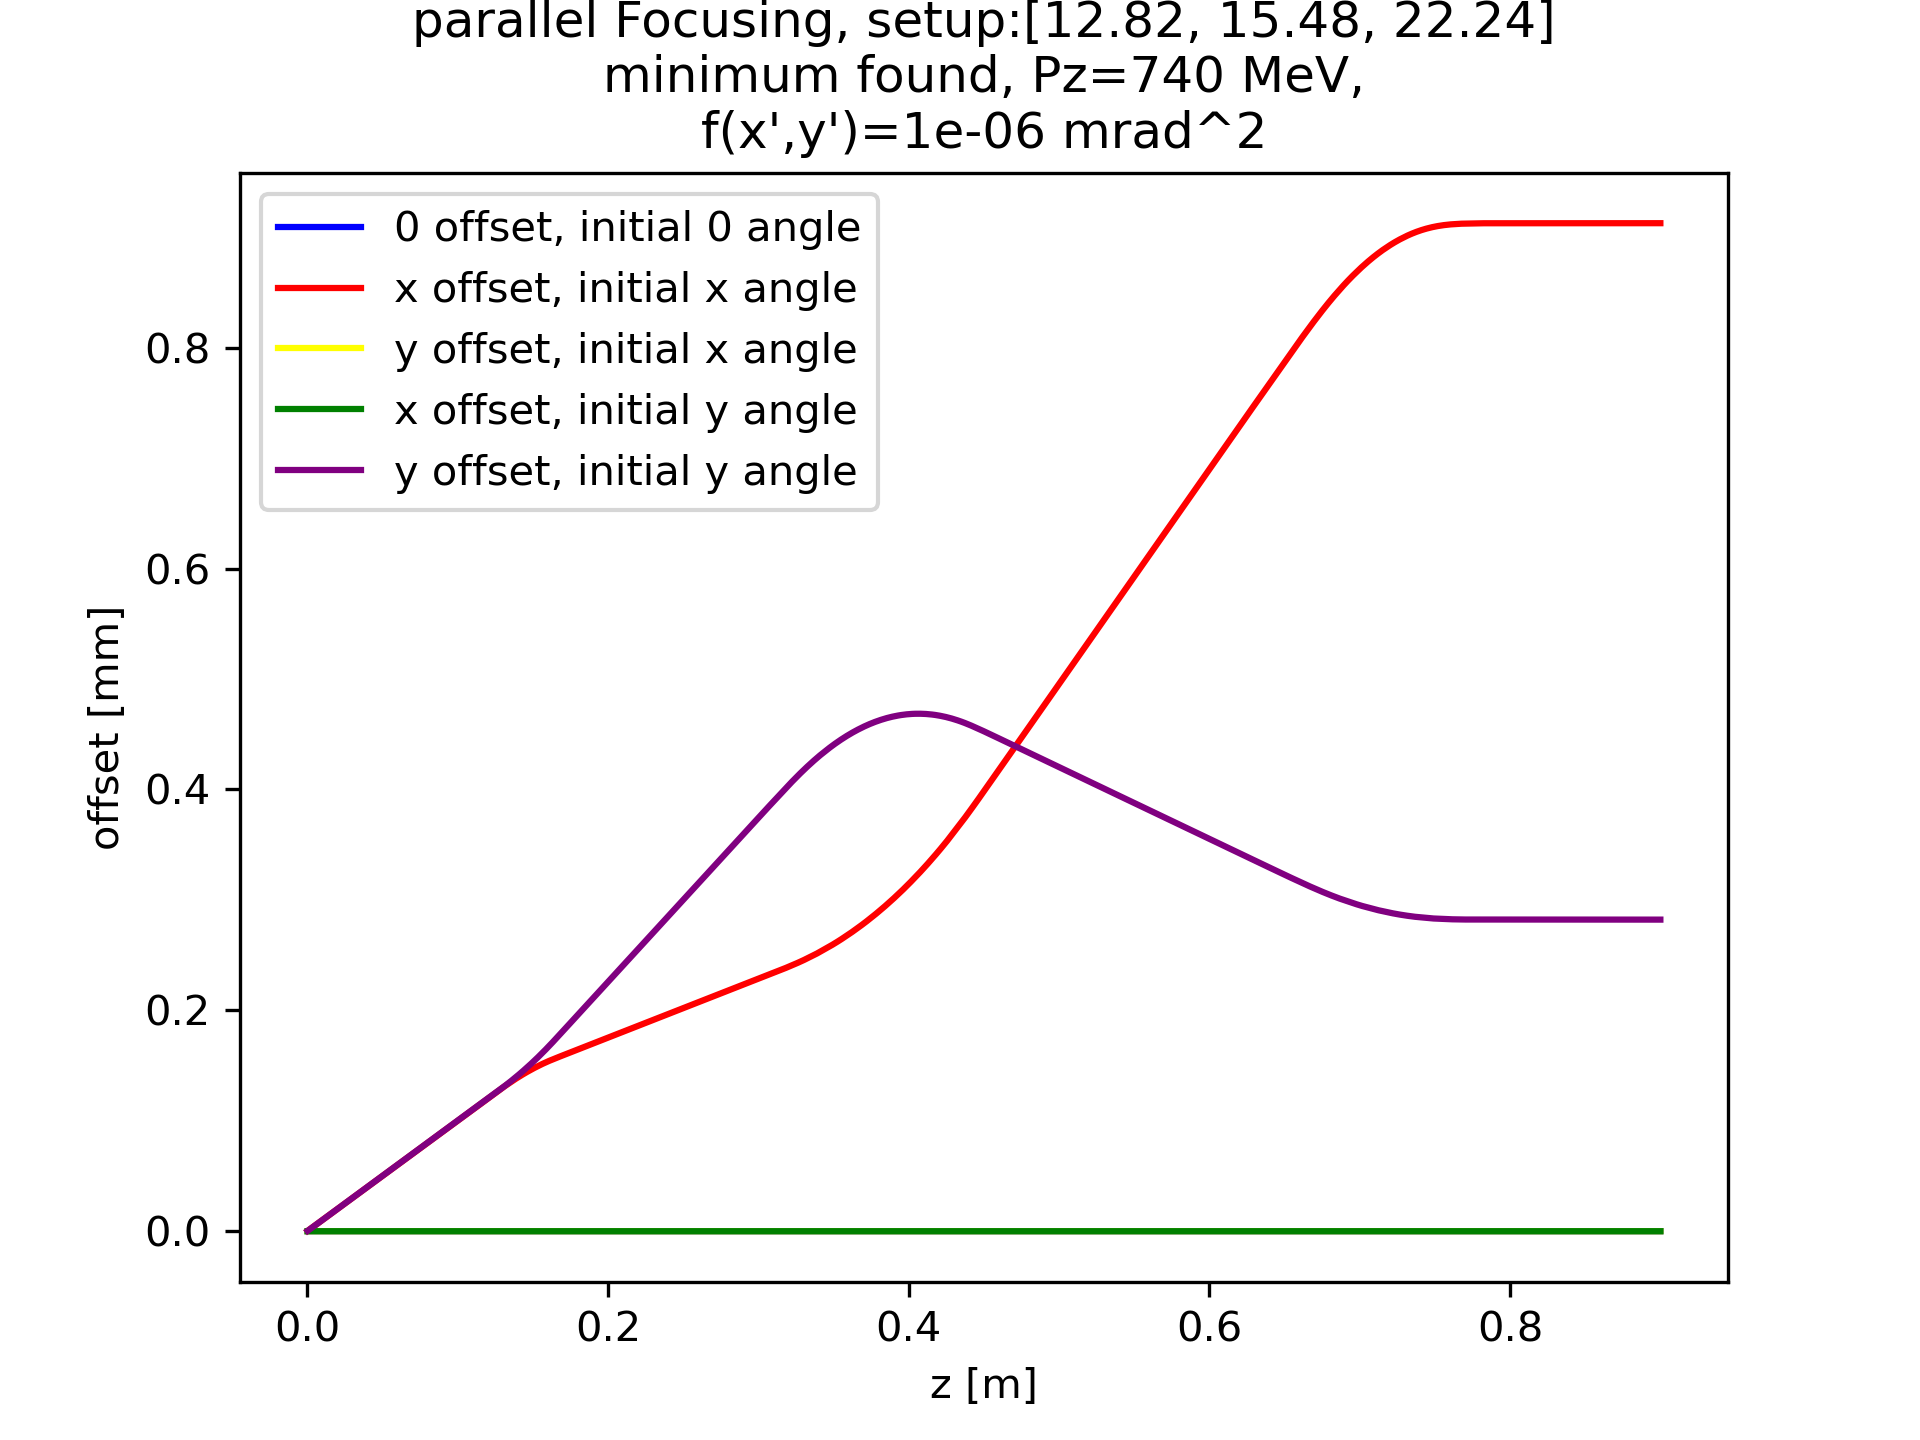 parallel Focusing, setup:[12.82, 15.48, 22.24]
minimum found, Pz=740 MeV,
f(x',y')=1e-06 mrad^2
0 offset, initial 0 angle
x offset, initial x angle
y offset, initial x angle
x offset, initial y angle
y offset, initial y angle
0.8
0.6
0.4
0.2
0.0
offset [mm]
0.0 0.2 0.4 0.6 0.8
z [m]